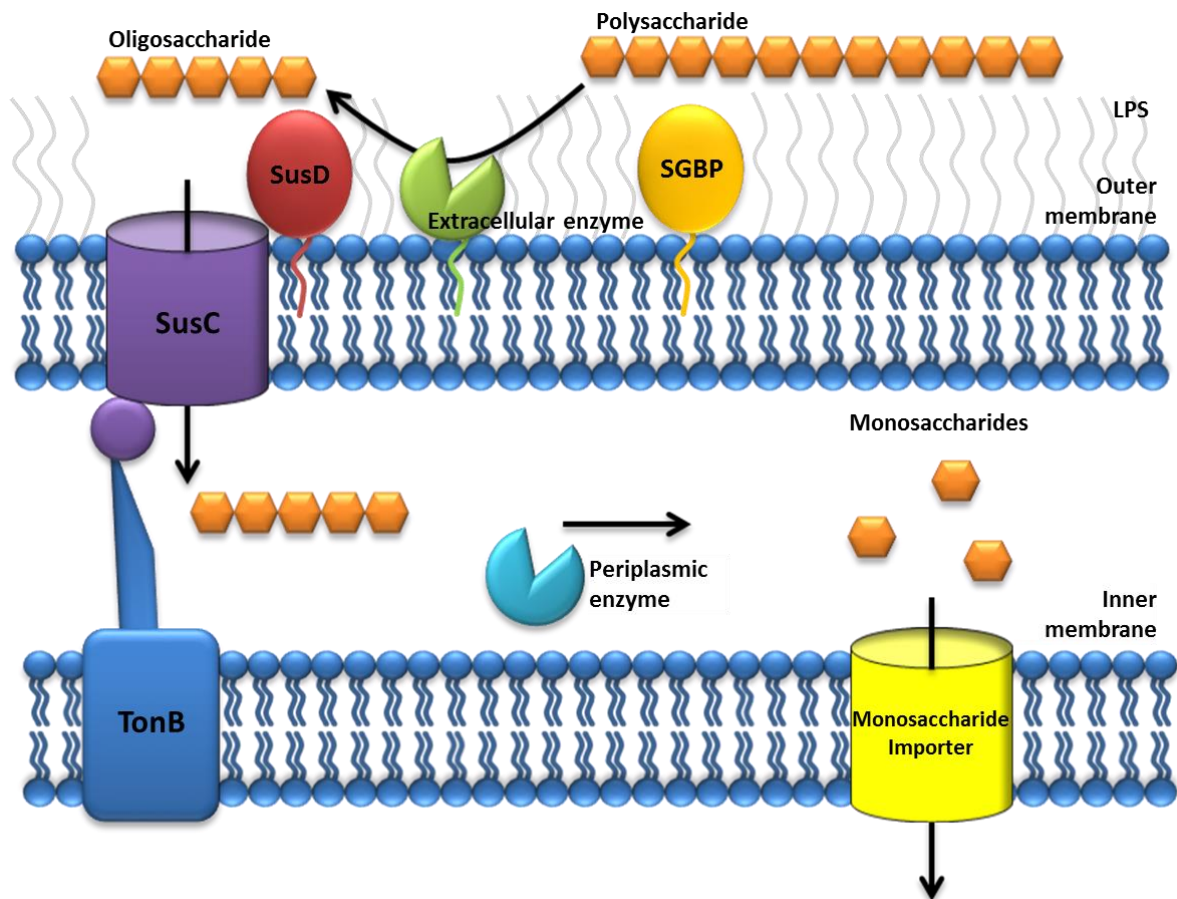 Polysaccharide
Oligosaccharide
LPS
SusD
SGBP
Outer
membrane
Extracellular enzyme
SusC
Monosaccharides
Periplasmic
enzyme
Inner
membrane
TonB
Monosaccharide
Importer